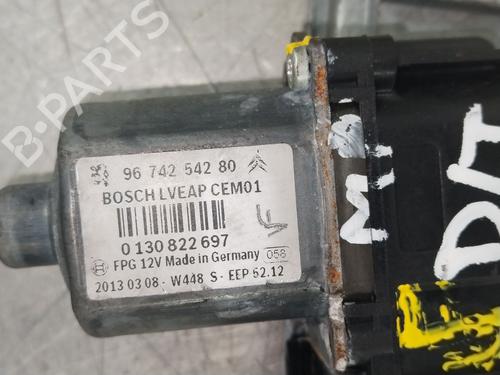 B-PARTS
96 742 542 80
BOSCH LVEAP CEM01
0 130 822 697
FPG 12V Made in Germany 058
2013 03 08 - W448 S - EEP 52.12
D/T